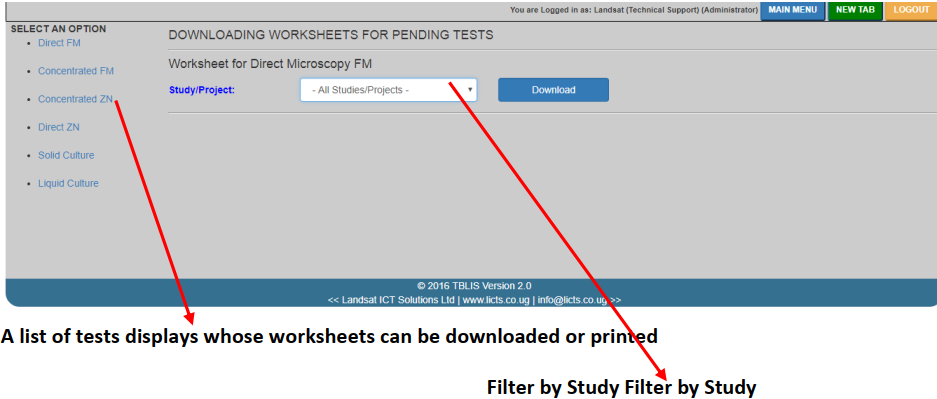 You are Logged in as: Landsat (Technical Support) (Administrator) MAIN MENU NEW TAB LOGOUT
SELECT AN OPTION
Direct FM
Concentrated FM
Concentrated ZN
Direct ZN
Solid Culture
Liquid Culture
DOWNLOADING WORKSHEETS FOR PENDING TESTS
Worksheet for Direct Microscopy FM
Study/Project: - All Studies/Projects - Download
© 2016 TBLIS Version 2.0
<< Landsat ICT Solutions Ltd | www.licts.co.ug | info@licts.co.ug >>
A list of tests displays whose worksheets can be downloaded or printed
Filter by Study Filter by Study